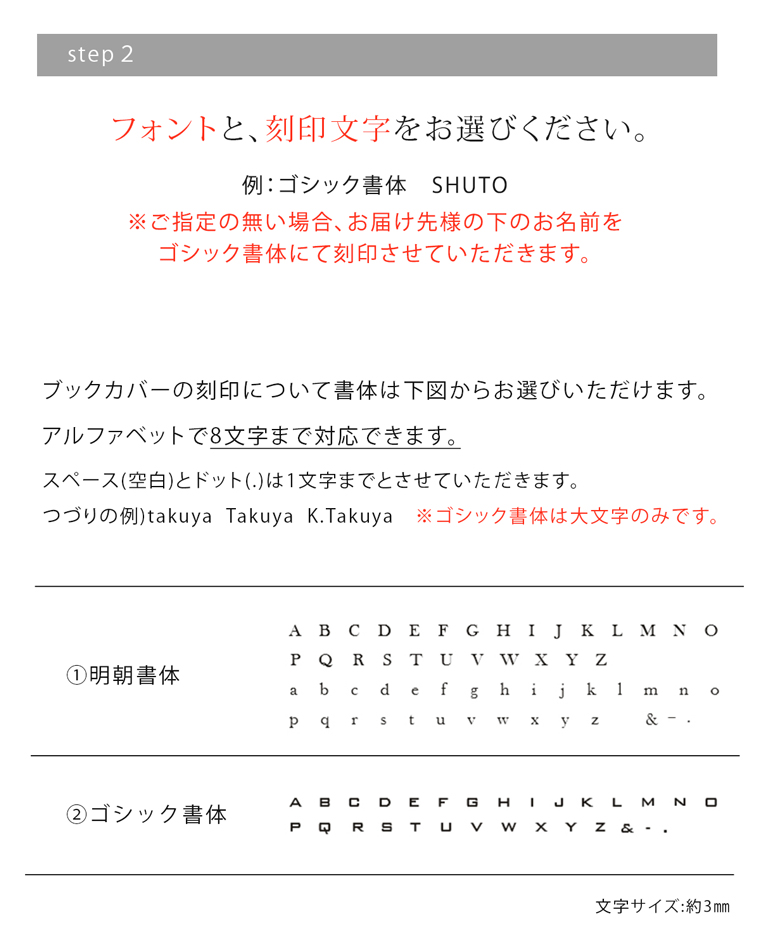 step 2
フォントと、刻印文字をお選びください。
例：ゴシック書体　SHUTO
※ご指定の無い場合、お届け先様の下のお名前を
ゴシック書体にて刻印させていただきます。
ブックカバーの刻印について書体は下図からお選びいただけます。
アルファベットで8文字まで対応できます。
スペース(空白)とドット(.)は1文字までとさせていただきます。
つづりの例)takuya Takuya K.Takuya　※ゴシック書体は大文字のみです。
①明朝書体
A B C D E F G H I J K L M N O
P Q R S T U V W X Y Z
a b c d e f g h i j k l m n o
p q r s t u v w x y z & - .
②ゴシック書体
A B C D E F G H I J K L M N O
P Q R S T U V W X Y Z & - .
文字サイズ:約3㎜